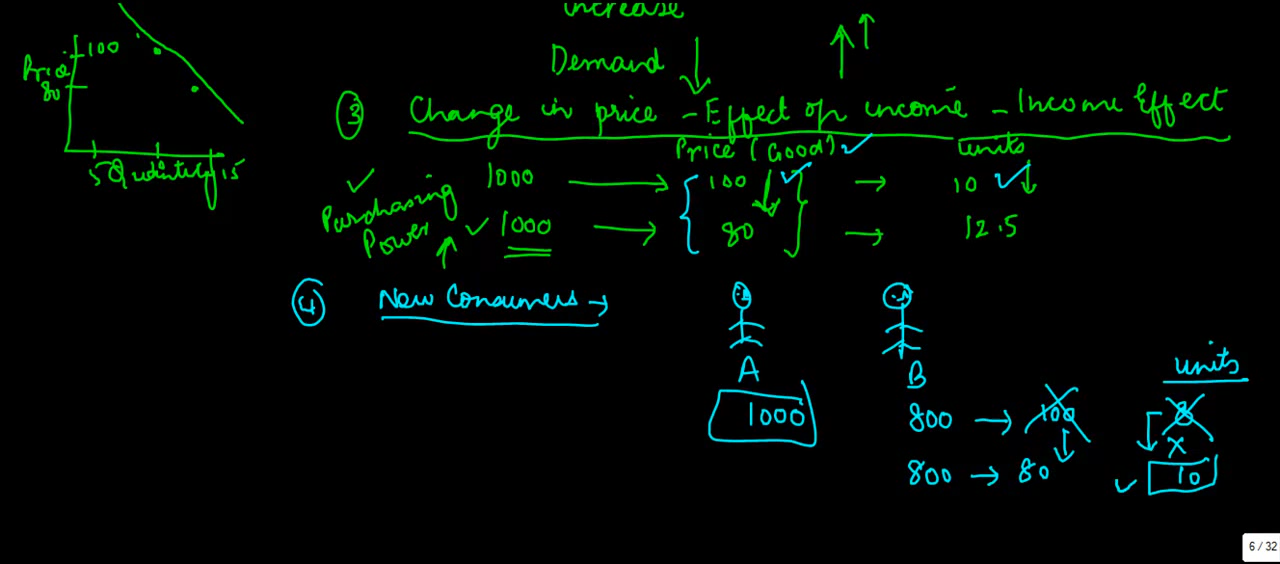 increase
100
Demand
Price
80
③ Change in price - Effect on income - Income Effect
5 Quantity 15
Price (Good) units
1000 → 100 → 10
Purchasing Power 1000 → 80 → 12.5
④ New Consumers →
A B units
1000 800 → 100 8
x
800 → 80 10
6 / 32